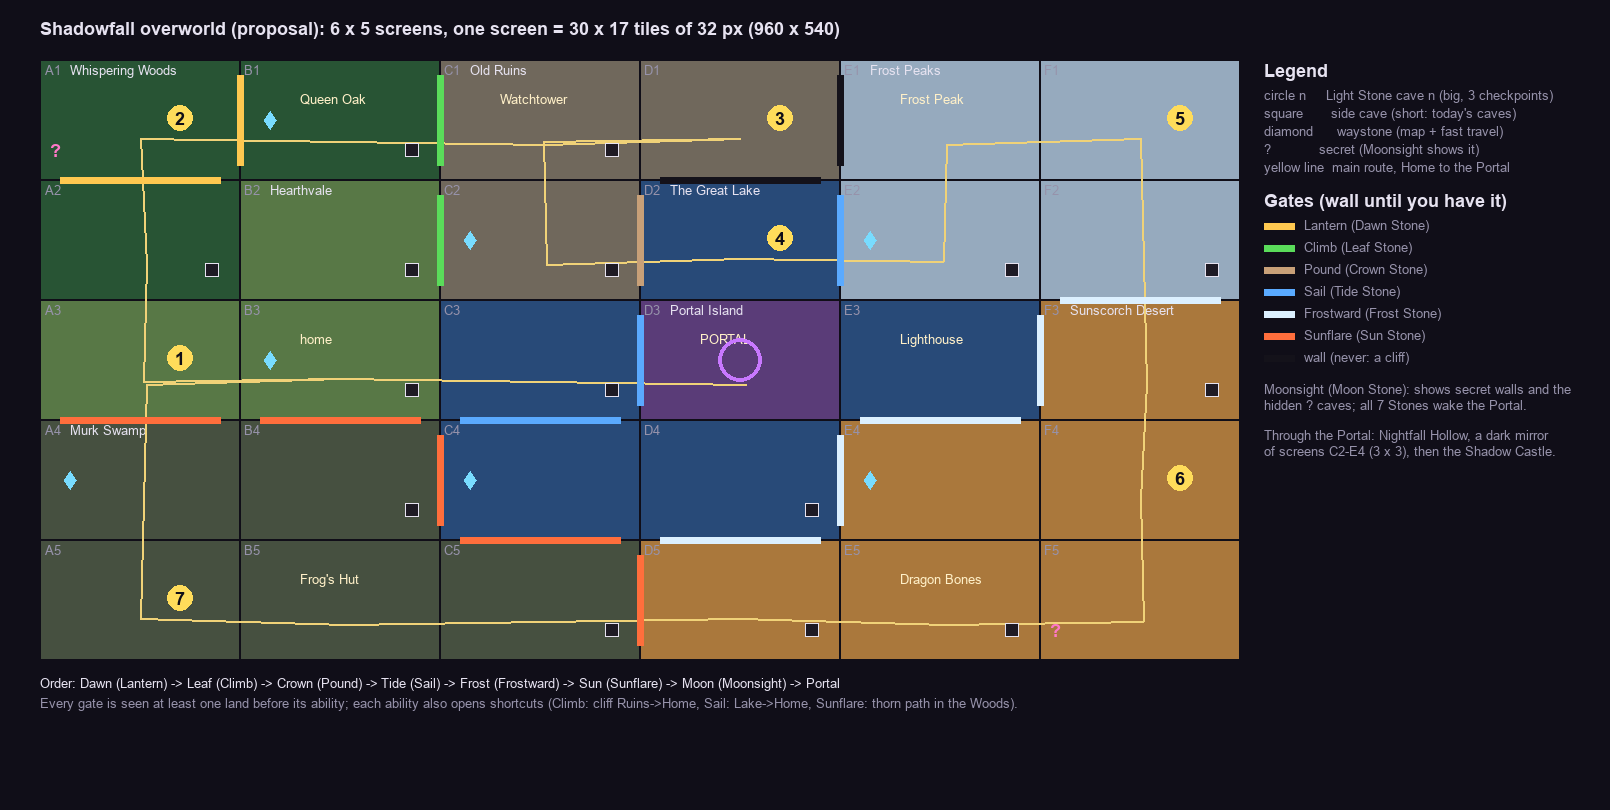 Shadowfall overworld (proposal): 6 x 5 screens, one screen = 30 x 17 tiles of 32 px (960 x 540)
A1 Whispering Woods
B1
C1 Old Ruins
D1
E1 Frost Peaks
F1
Queen Oak
Watchtower
Frost Peak
2
3
5
?
A2
B2 Hearthvale
C2
D2 The Great Lake
E2
F2
4
A3
B3
C3
D3 Portal Island
E3
F3 Sunscorch Desert
home
PORTAL
Lighthouse
1
A4 Murk Swamp
B4
C4
D4
E4
F4
6
A5
B5
C5
D5
E5
F5
Frog's Hut
Dragon Bones
7
?
Legend
circle n Light Stone cave n (big, 3 checkpoints)
square side cave (short: today's caves)
diamond waystone (map + fast travel)
? secret (Moonsight shows it)
yellow line main route, Home to the Portal
Gates (wall until you have it)
Lantern (Dawn Stone)
Climb (Leaf Stone)
Pound (Crown Stone)
Sail (Tide Stone)
Frostward (Frost Stone)
Sunflare (Sun Stone)
wall (never: a cliff)
Moonsight (Moon Stone): shows secret walls and the
hidden ? caves; all 7 Stones wake the Portal.
Through the Portal: Nightfall Hollow, a dark mirror
of screens C2-E4 (3 x 3), then the Shadow Castle.
Order: Dawn (Lantern) -> Leaf (Climb) -> Crown (Pound) -> Tide (Sail) -> Frost (Frostward) -> Sun (Sunflare) -> Moon (Moonsight) -> Portal
Every gate is seen at least one land before its ability; each ability also opens shortcuts (Climb: cliff Ruins->Home, Sail: Lake->Home, Sunflare: thorn path in the Woods).